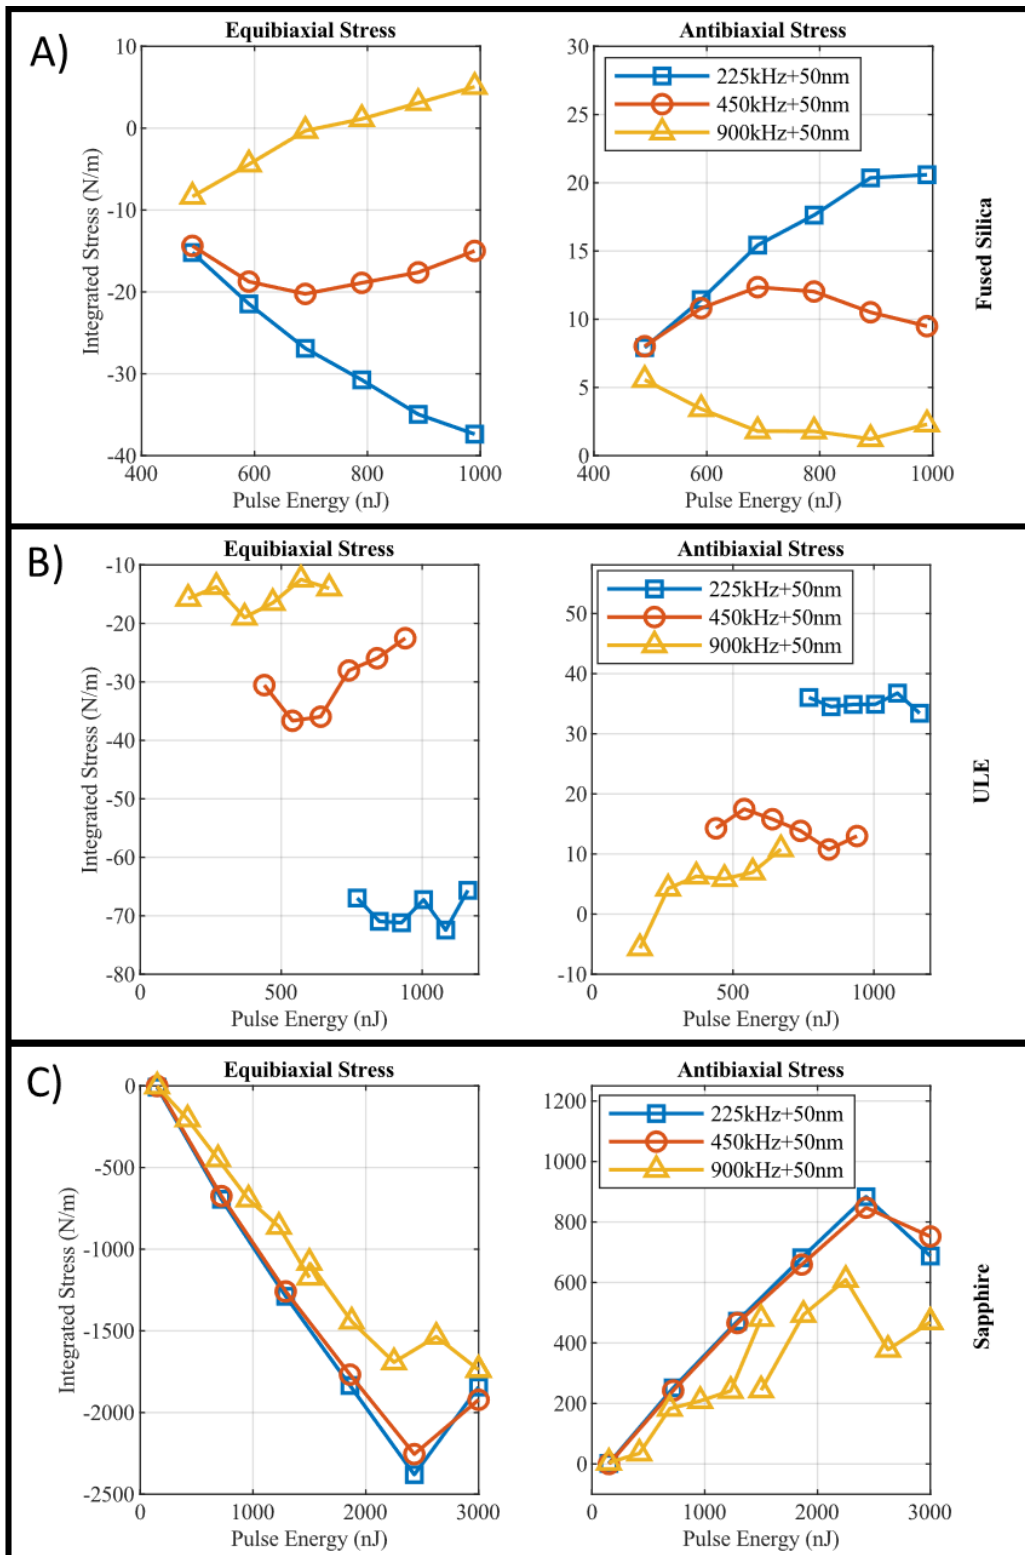 A)
Equibiaxial Stress
10
0
-10
-20
-30
-40
Integrated Stress (N/m)
400
600
800
1000
Pulse Energy (nJ)
Antibiaxial Stress
225kHz+50nm
450kHz+50nm
900kHz+50nm
30
25
20
15
10
5
0
400
600
800
1000
Pulse Energy (nJ)
Fused Silica
B)
Equibiaxial Stress
-10
-20
-30
-40
-50
-60
-70
-80
Integrated Stress (N/m)
0
500
1000
Pulse Energy (nJ)
Antibiaxial Stress
225kHz+50nm
450kHz+50nm
900kHz+50nm
50
40
30
20
10
0
-10
0
500
1000
Pulse Energy (nJ)
ULE
C)
Equibiaxial Stress
0
-500
-1000
-1500
-2000
-2500
Integrated Stress (N/m)
0
1000
2000
3000
Pulse Energy (nJ)
Antibiaxial Stress
225kHz+50nm
450kHz+50nm
900kHz+50nm
1200
1000
800
600
400
200
0
0
1000
2000
3000
Pulse Energy (nJ)
Sapphire